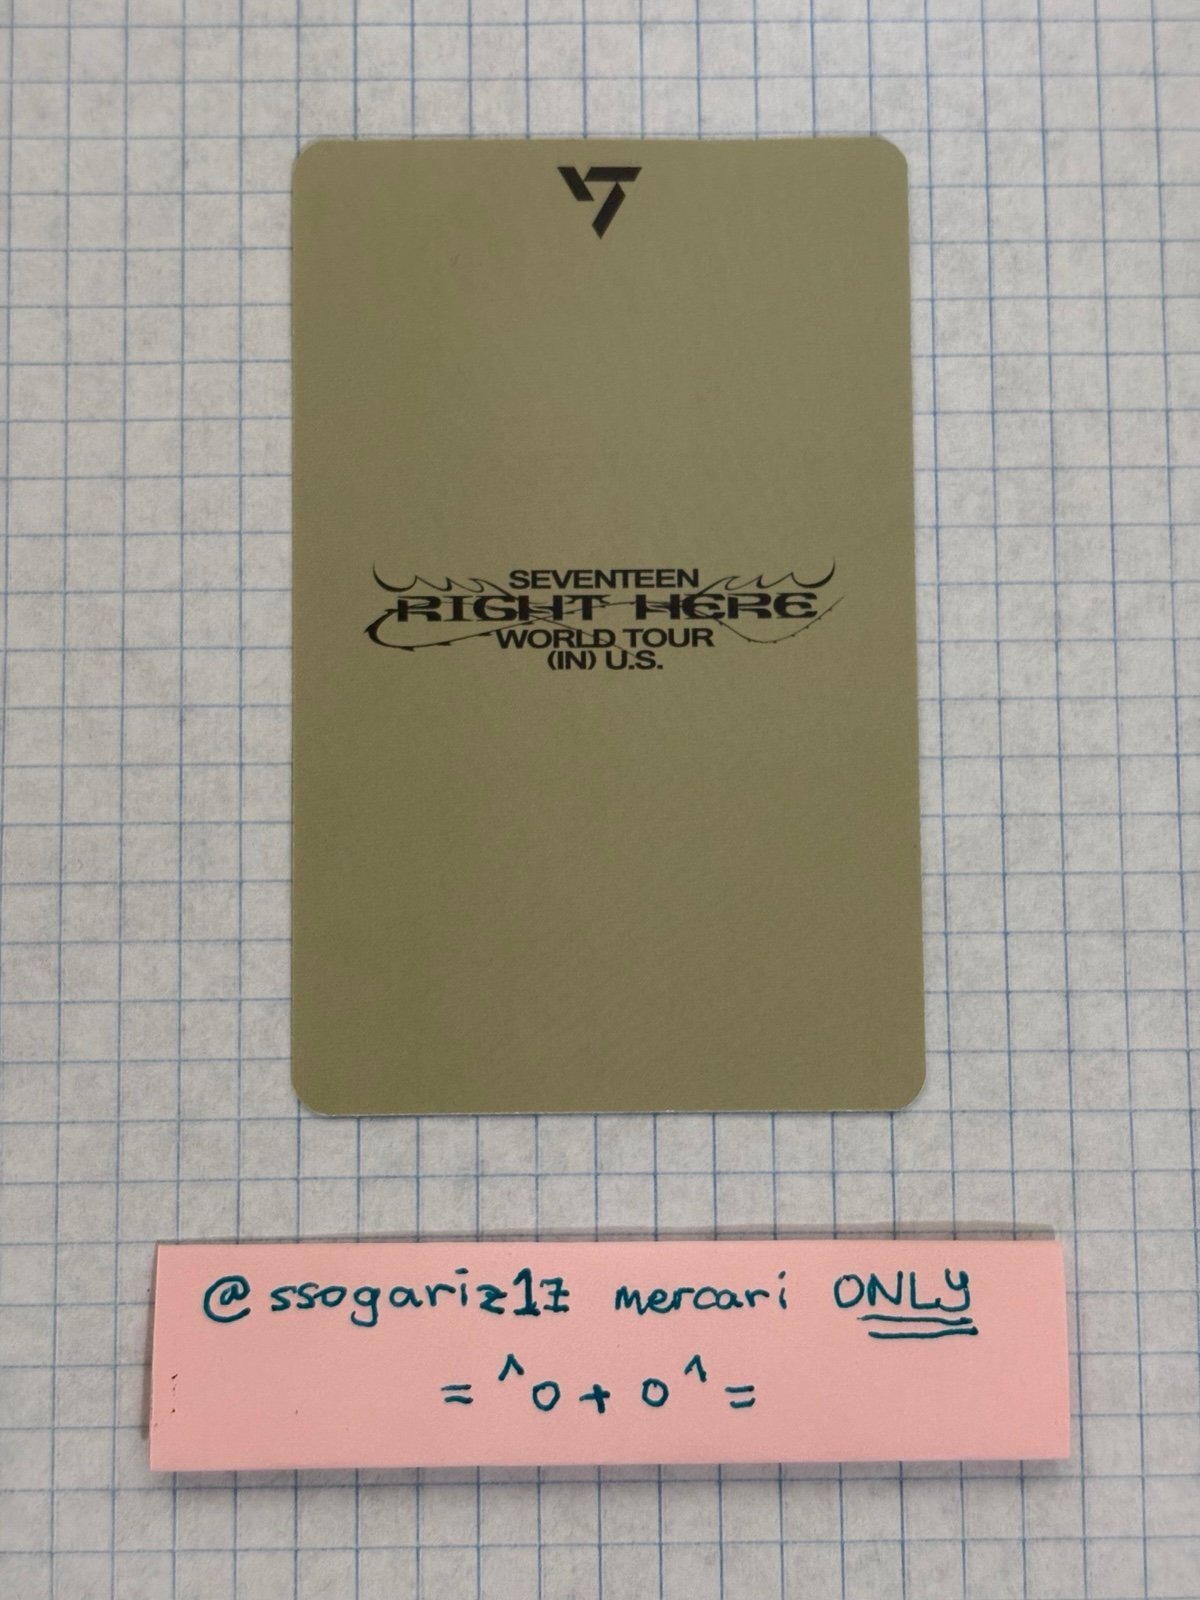 SEVENTEEN
RIGHT HERE
WORLD TOUR
(IN) U.S.
@ssogariz17 mercari ONLY
= ^ o + o ^ =